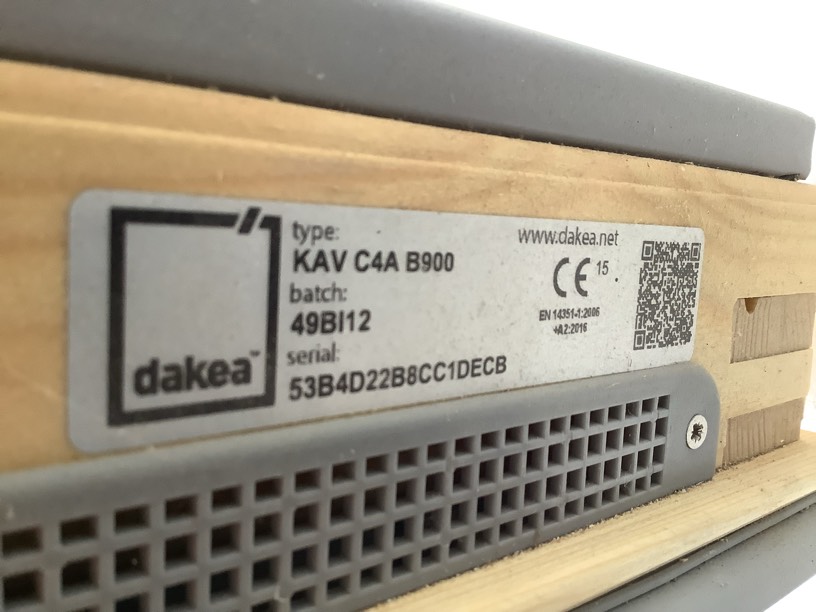 dakea™
type:
KAV C4A B900
batch:
49BI12
serial:
53B4D22B8CC1DECB
www.dakea.net
CE 15
EN 14351-1:2006
+A2:2016